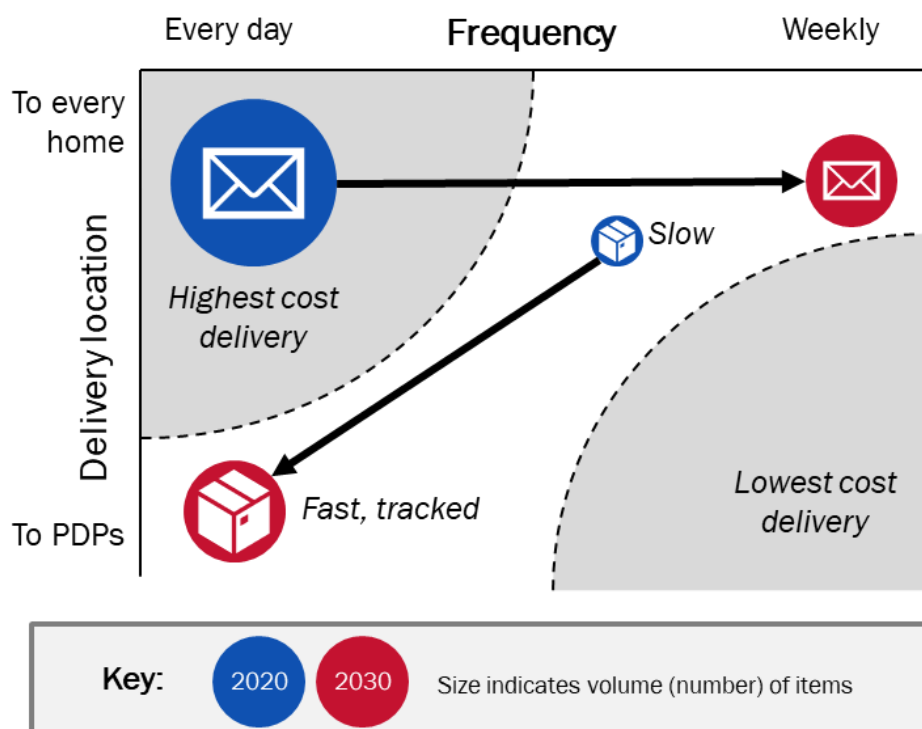 Every day
Frequency
Weekly
To every
home
Delivery location
Slow
Highest cost
delivery
Fast, tracked
Lowest cost
delivery
To PDPs
Key:
2020
2030
Size indicates volume (number) of items